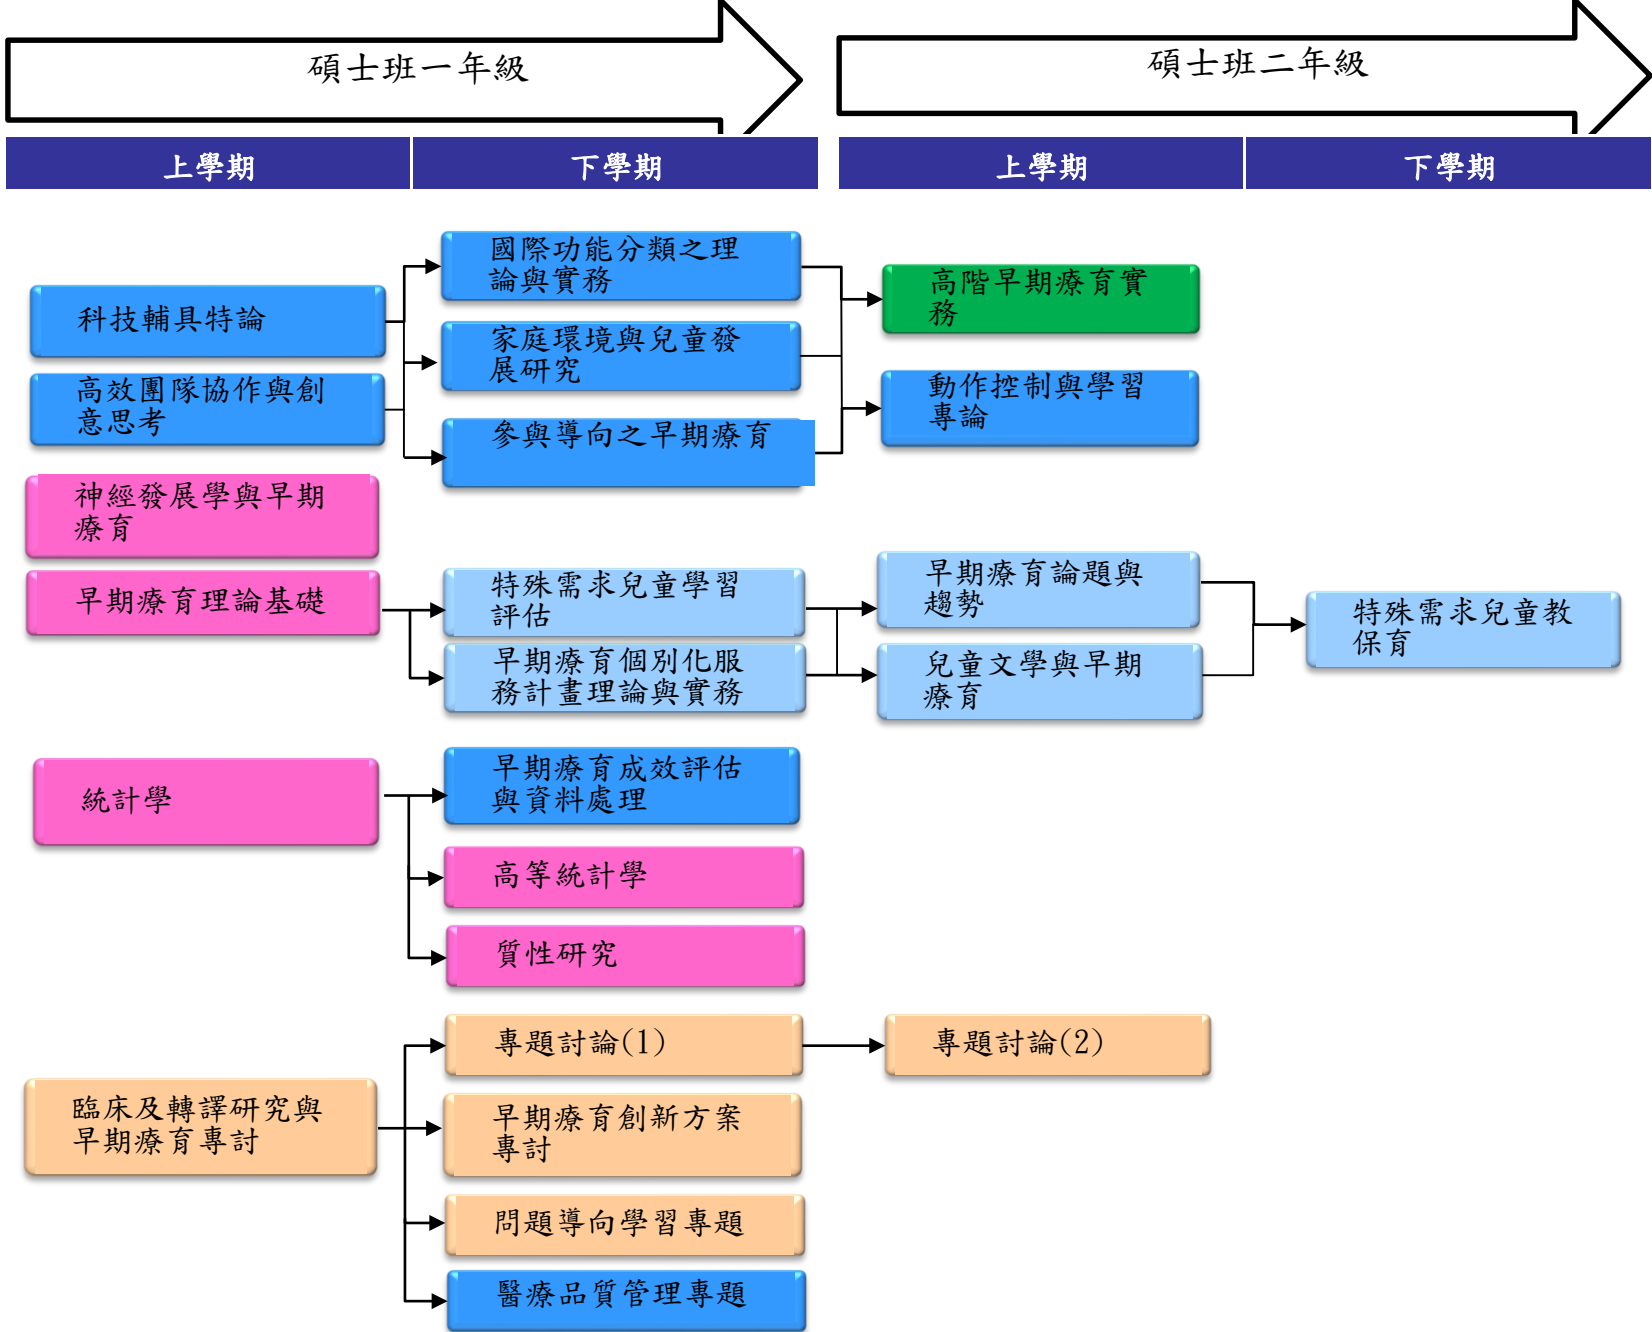 碩士班一年級
碩士班二年級
上學期
下學期
上學期
下學期
科技輔具特論
高效團隊協作與創
意思考
神經發展學與早期
療育
早期療育理論基礎
統計學
臨床及轉譯研究與
早期療育專討
國際功能分類之理
論與實務
家庭環境與兒童發
展研究
參與導向之早期療育
特殊需求兒童學習
評估
早期療育個別化服
務計畫理論與實務
早期療育成效評估
與資料處理
高等統計學
質性研究
專題討論(1)
早期療育創新方案
專討
問題導向學習專題
醫療品質管理專題
高階早期療育實
務
動作控制與學習
專論
早期療育論題與
趨勢
兒童文學與早期
療育
專題討論(2)
特殊需求兒童教
保育